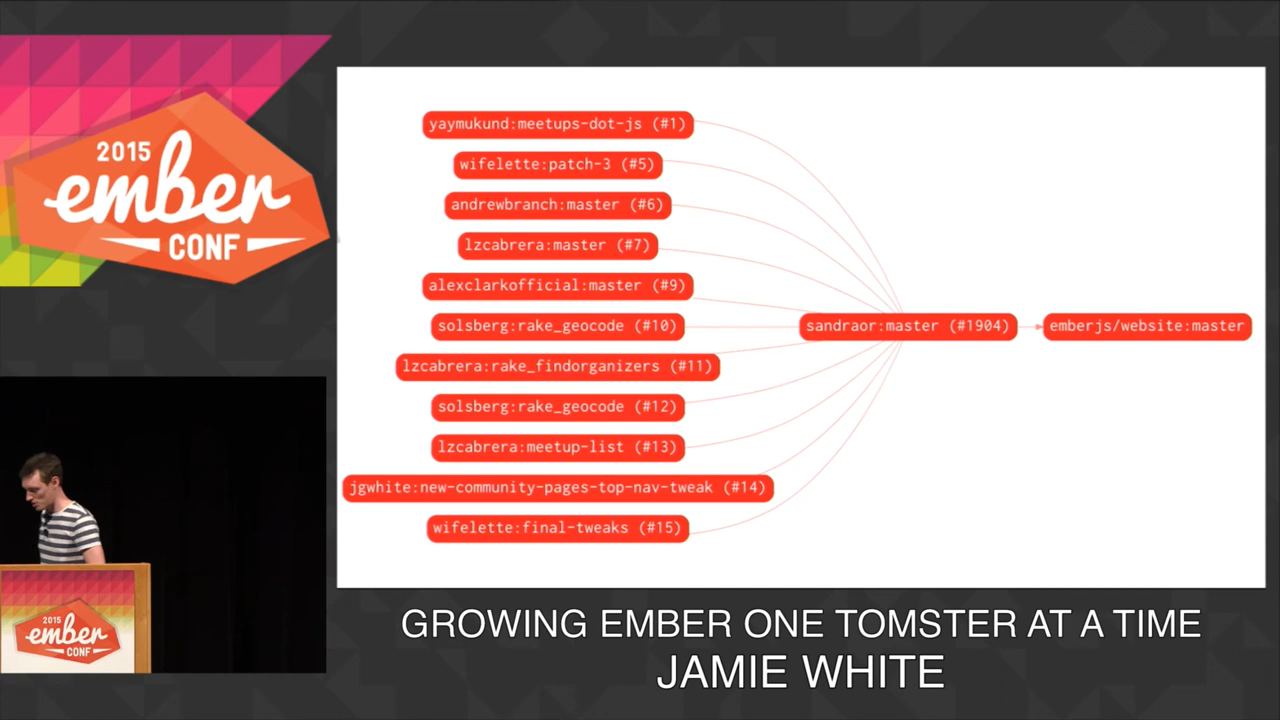 2015
ember
CONF
yaymukund:meetups-dot-js (#1)
wifelette:patch-3 (#5)
andrewbranch:master (#6)
lzcabrera:master (#7)
alexclarkofficial:master (#9)
solsberg:rake_geocode (#10)
lzcabrera:rake_findorganizers (#11)
solsberg:rake_geocode (#12)
lzcabrera:meetup-list (#13)
jgwhite:new-community-pages-top-nav-tweak (#14)
wifelette:final-tweaks (#15)
sandraor:master (#1904)
emberjs/website:master
2015
ember
CONF
GROWING EMBER ONE TOMSTER AT A TIME
JAMIE WHITE